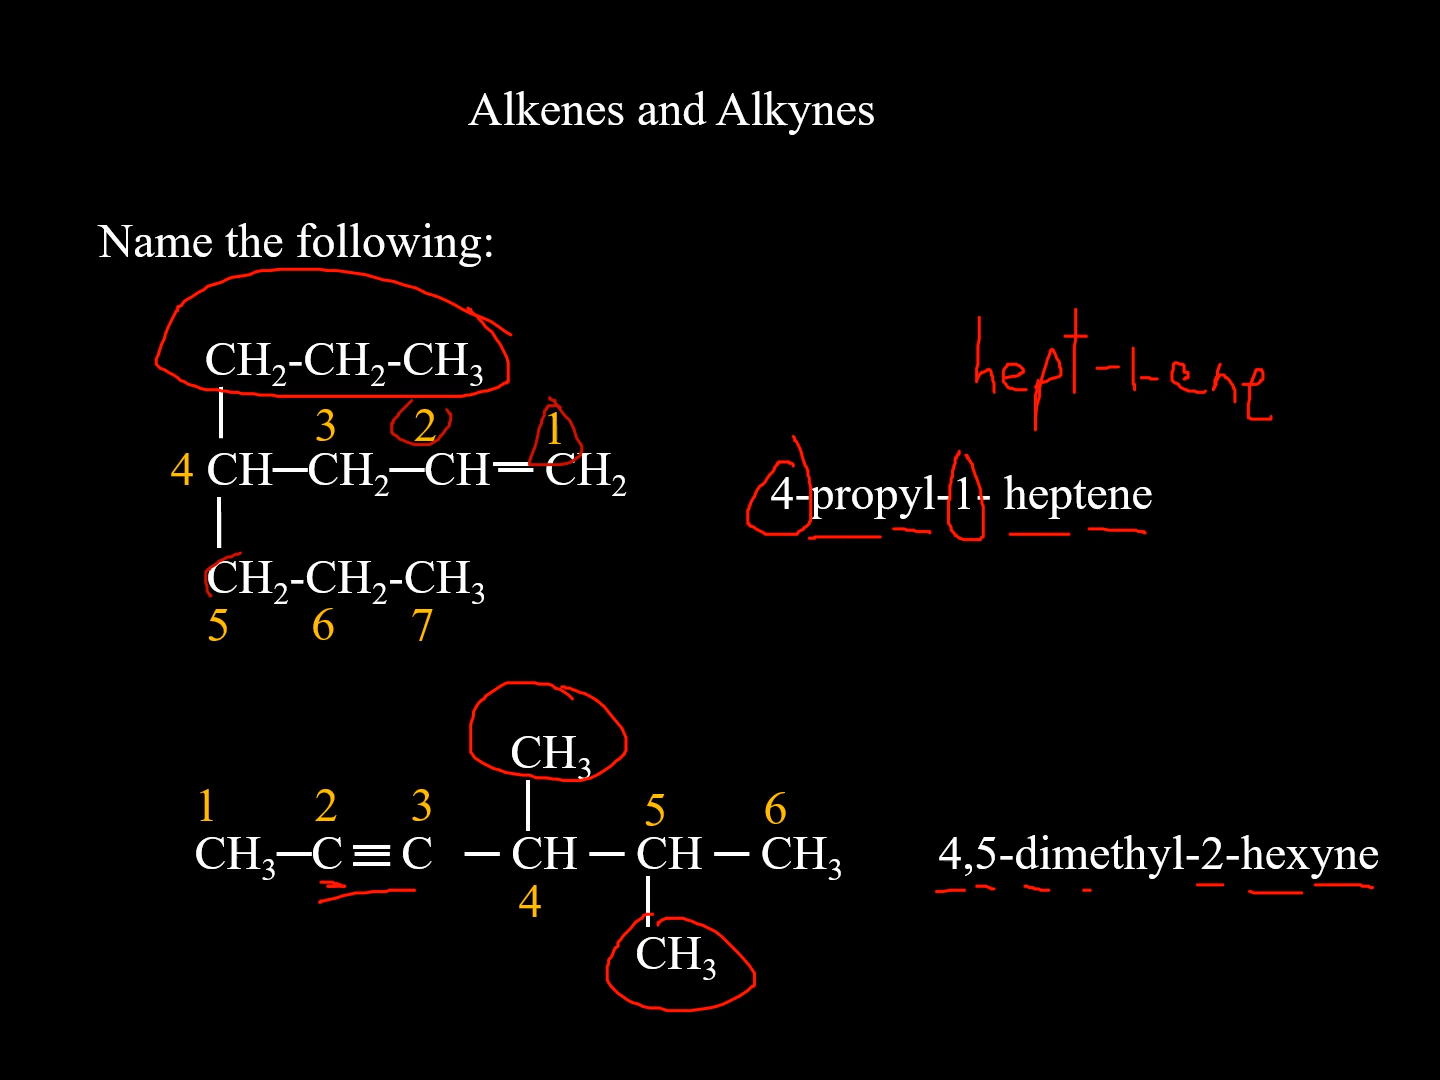 Alkenes and Alkynes
Name the following:
hept-1-ene
CH₂-CH₂-CH₃
3 2 1
4 CH—CH₂—CH=CH₂
4-propyl-1- heptene
CH₂-CH₂-CH₃
5 6 7
CH₃
1 2 3 5 6
CH₃—C≡C — CH — CH — CH₃
4,5-dimethyl-2-hexyne
4
CH₃